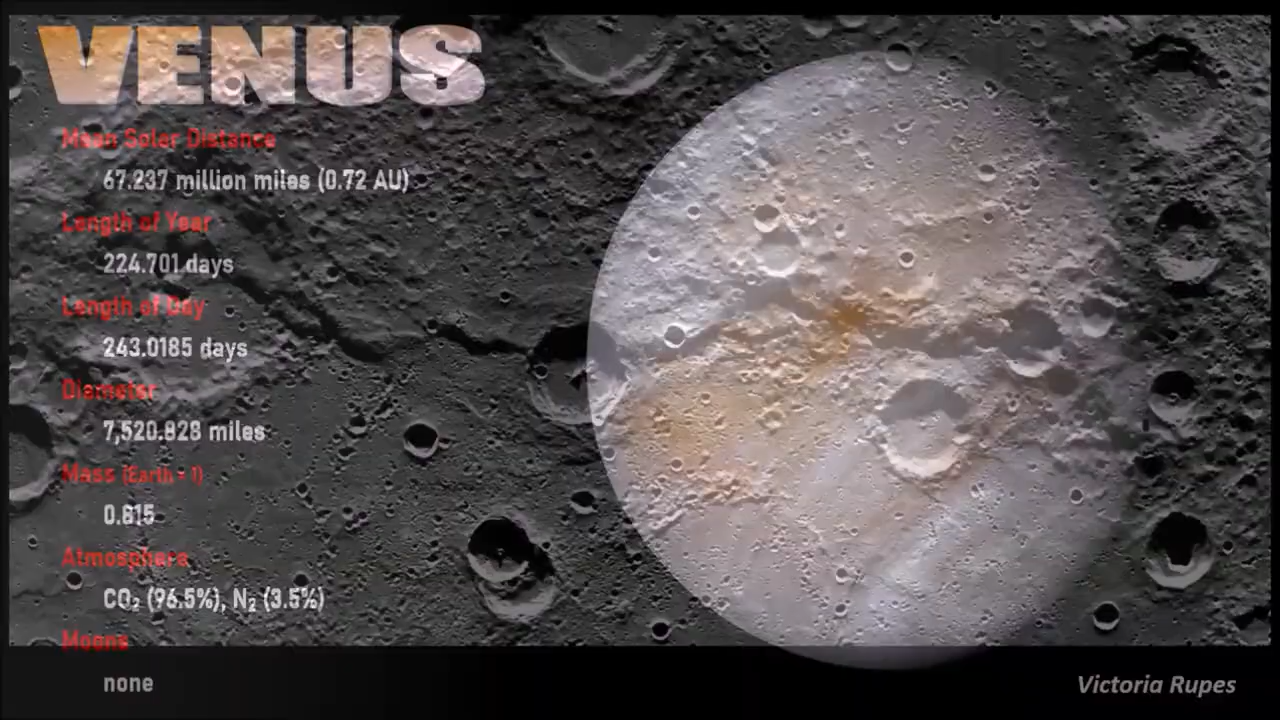 VENUS
Mean Solar Distance
67.237 million miles (0.72 AU)
Length of Year
224.701 days
Length of Day
243.0185 days
Diameter
7,520.828 miles
Mass (Earth = 1)
0.815
Atmosphere
CO₂ (96.5%), N₂ (3.5%)
Moons
none
Victoria Rupes